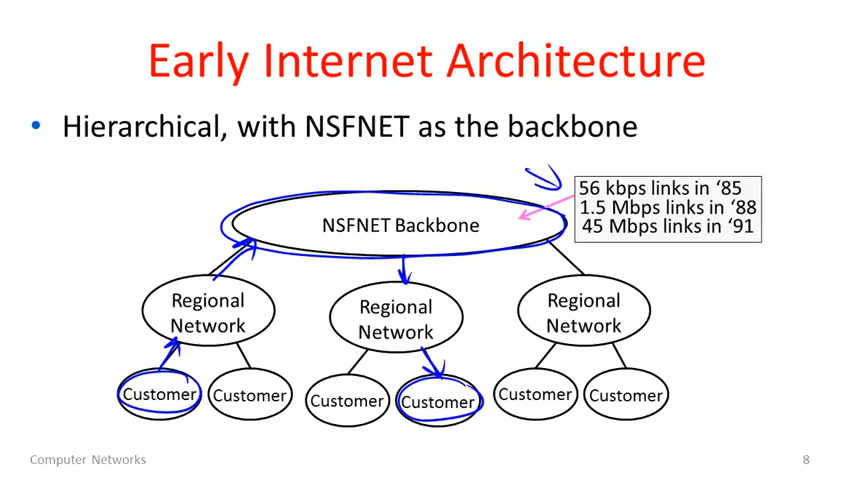 Early Internet Architecture
• Hierarchical, with NSFNET as the backbone
56 kbps links in ‘85
1.5 Mbps links in ‘88
45 Mbps links in ‘91
NSFNET Backbone
Regional
Network
Regional
Network
Regional
Network
Customer
Customer
Customer
Customer
Customer
Customer
Computer Networks
8